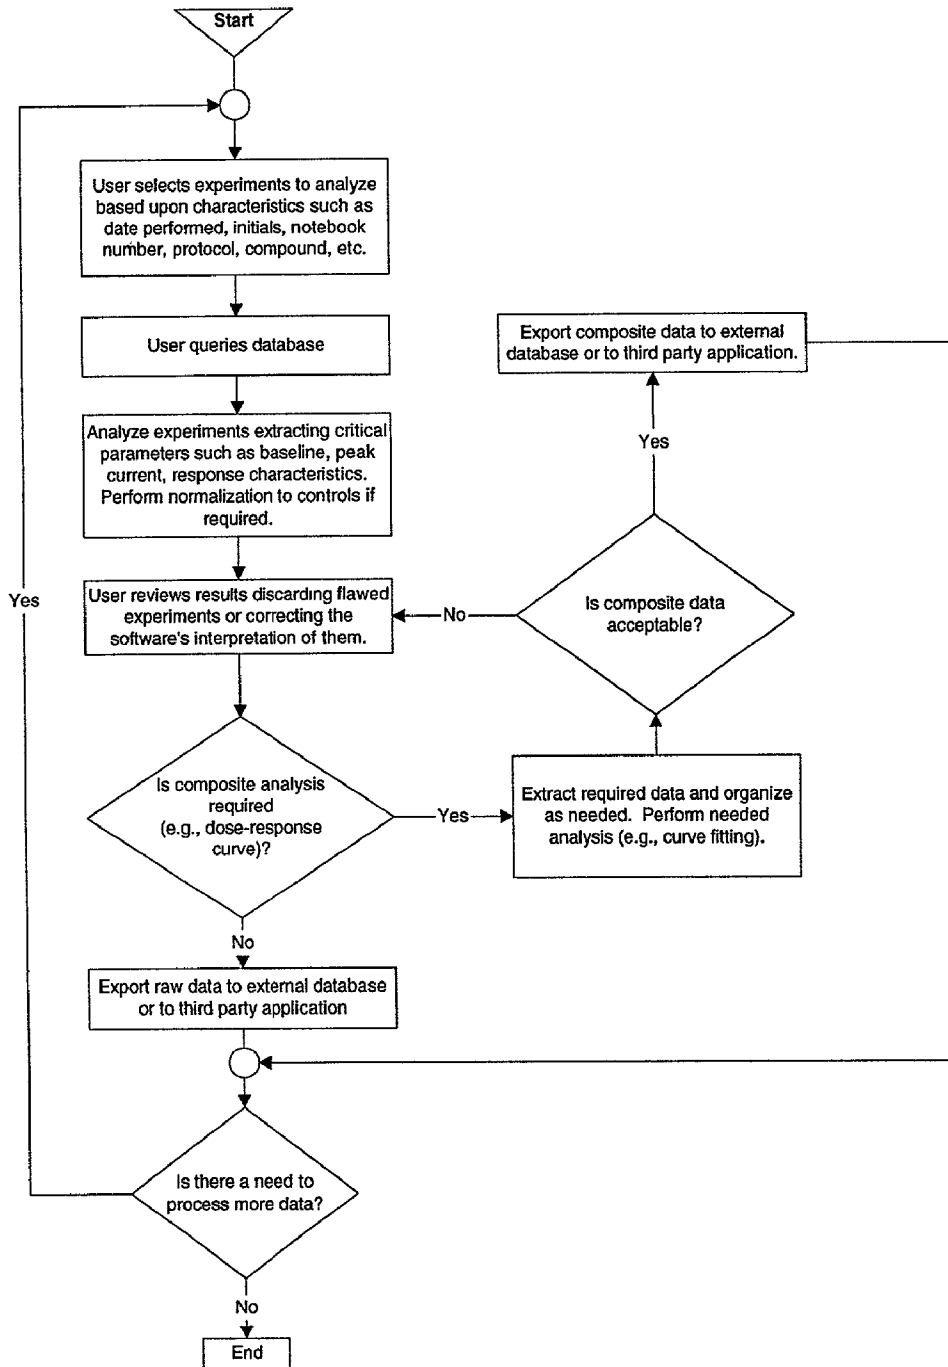 Start
User selects experiments to analyze
based upon characteristics such as
date performed, initials, notebook
number, protocol, compound, etc.
User queries database
Analyze experiments extracting critical
parameters such as baseline, peak
current, response characteristics.
Perform normalization to controls if
required.
User reviews results discarding flawed
experiments or correcting the
software's interpretation of them.
Is composite analysis
required
(e.g., dose-response
curve)?
Yes
Extract required data and organize
as needed. Perform needed
analysis (e.g., curve fitting).
Is composite data
acceptable?
No
Yes
Export composite data to external
database or to third party application.
No
Export raw data to external database
or to third party application
Is there a need to
process more data?
Yes
No
End